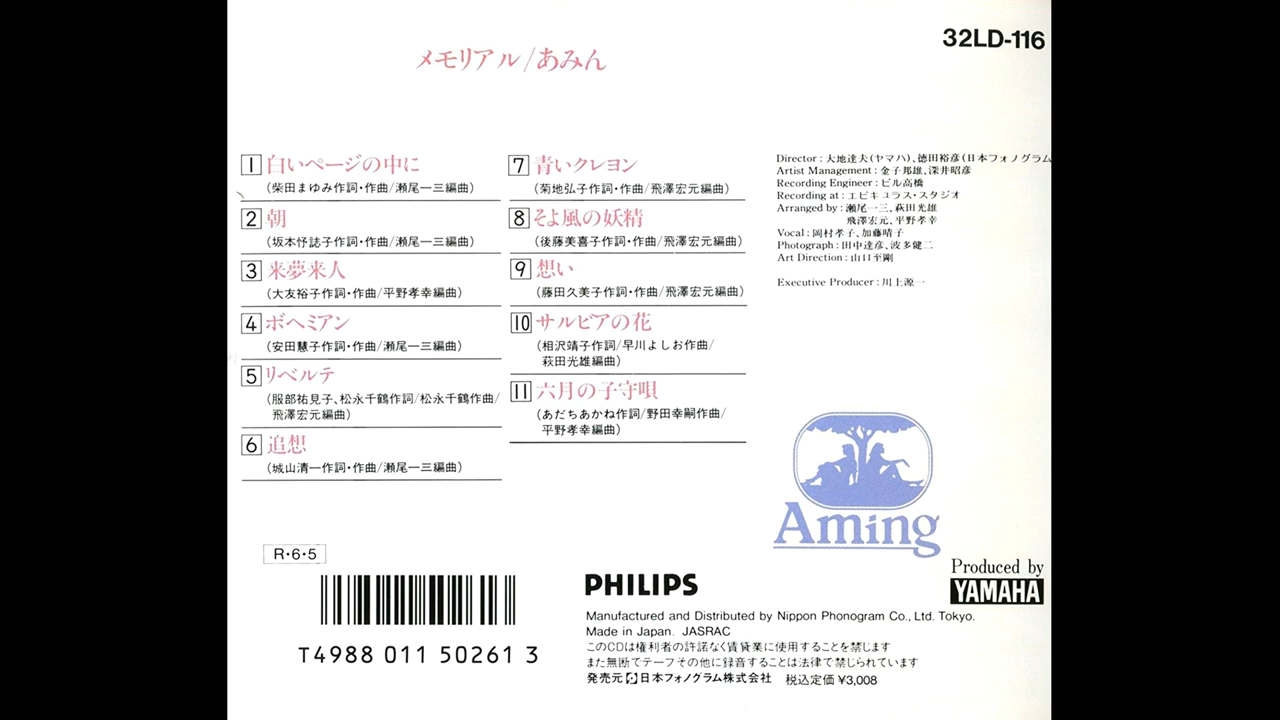 32LD-116
メモリアル/あみん
1 白いページの中に
(柴田まゆみ作詞・作曲/瀬尾一三編曲)
2 朝
(坂本忬誌子作詞・作曲/瀬尾一三編曲)
3 来夢来人
(大友裕子作詞・作曲/平野孝幸編曲)
4 ボヘミアン
(安田慧子作詞・作曲/瀬尾一三編曲)
5 リベルテ
(服部祐見子、松永千鶴作詞/松永千鶴作曲/
飛澤宏元編曲)
6 追想
(城山清一作詞・作曲/瀬尾一三編曲)
7 青いクレヨン
(菊地弘子作詞・作曲/飛澤宏元編曲)
8 そよ風の妖精
(後藤美喜子作詞・作曲/飛澤宏元編曲)
9 想い
(藤田久美子作詞・作曲/飛澤宏元編曲)
10 サルビアの花
(相沢靖子作詞/早川よしお作曲/
萩田光雄編曲)
11 六月の子守唄
(あだちあかね作詞/野田幸嗣作曲/
平野孝幸編曲)
Director : 大地達夫(ヤマハ)、徳田裕彦(日本フォノグラム
Artist Management : 金子邦雄、深井昭彦
Recording Engineer : ビル高橋
Recording at : エピキュラス・スタジオ
Arranged by : 瀬尾一三、萩田光雄
飛澤宏元、平野孝幸
Vocal : 岡村孝子、加藤晴子
Photograph : 田中達彦、波多健二
Art Direction : 山口至剛
Executive Producer : 川上源一
Aming
Produced by
YAMAHA
R・6・5
T4988 011 50261 3
PHILIPS
Manufactured and Distributed by Nippon Phonogram Co., Ltd. Tokyo.
Made in Japan. JASRAC
このCDは権利者の許諾なく賃貸業に使用することを禁じます
また無断でテープその他に録音することは法律で禁じられています
発売元 日本フォノグラム株式会社 税込定価¥3,008